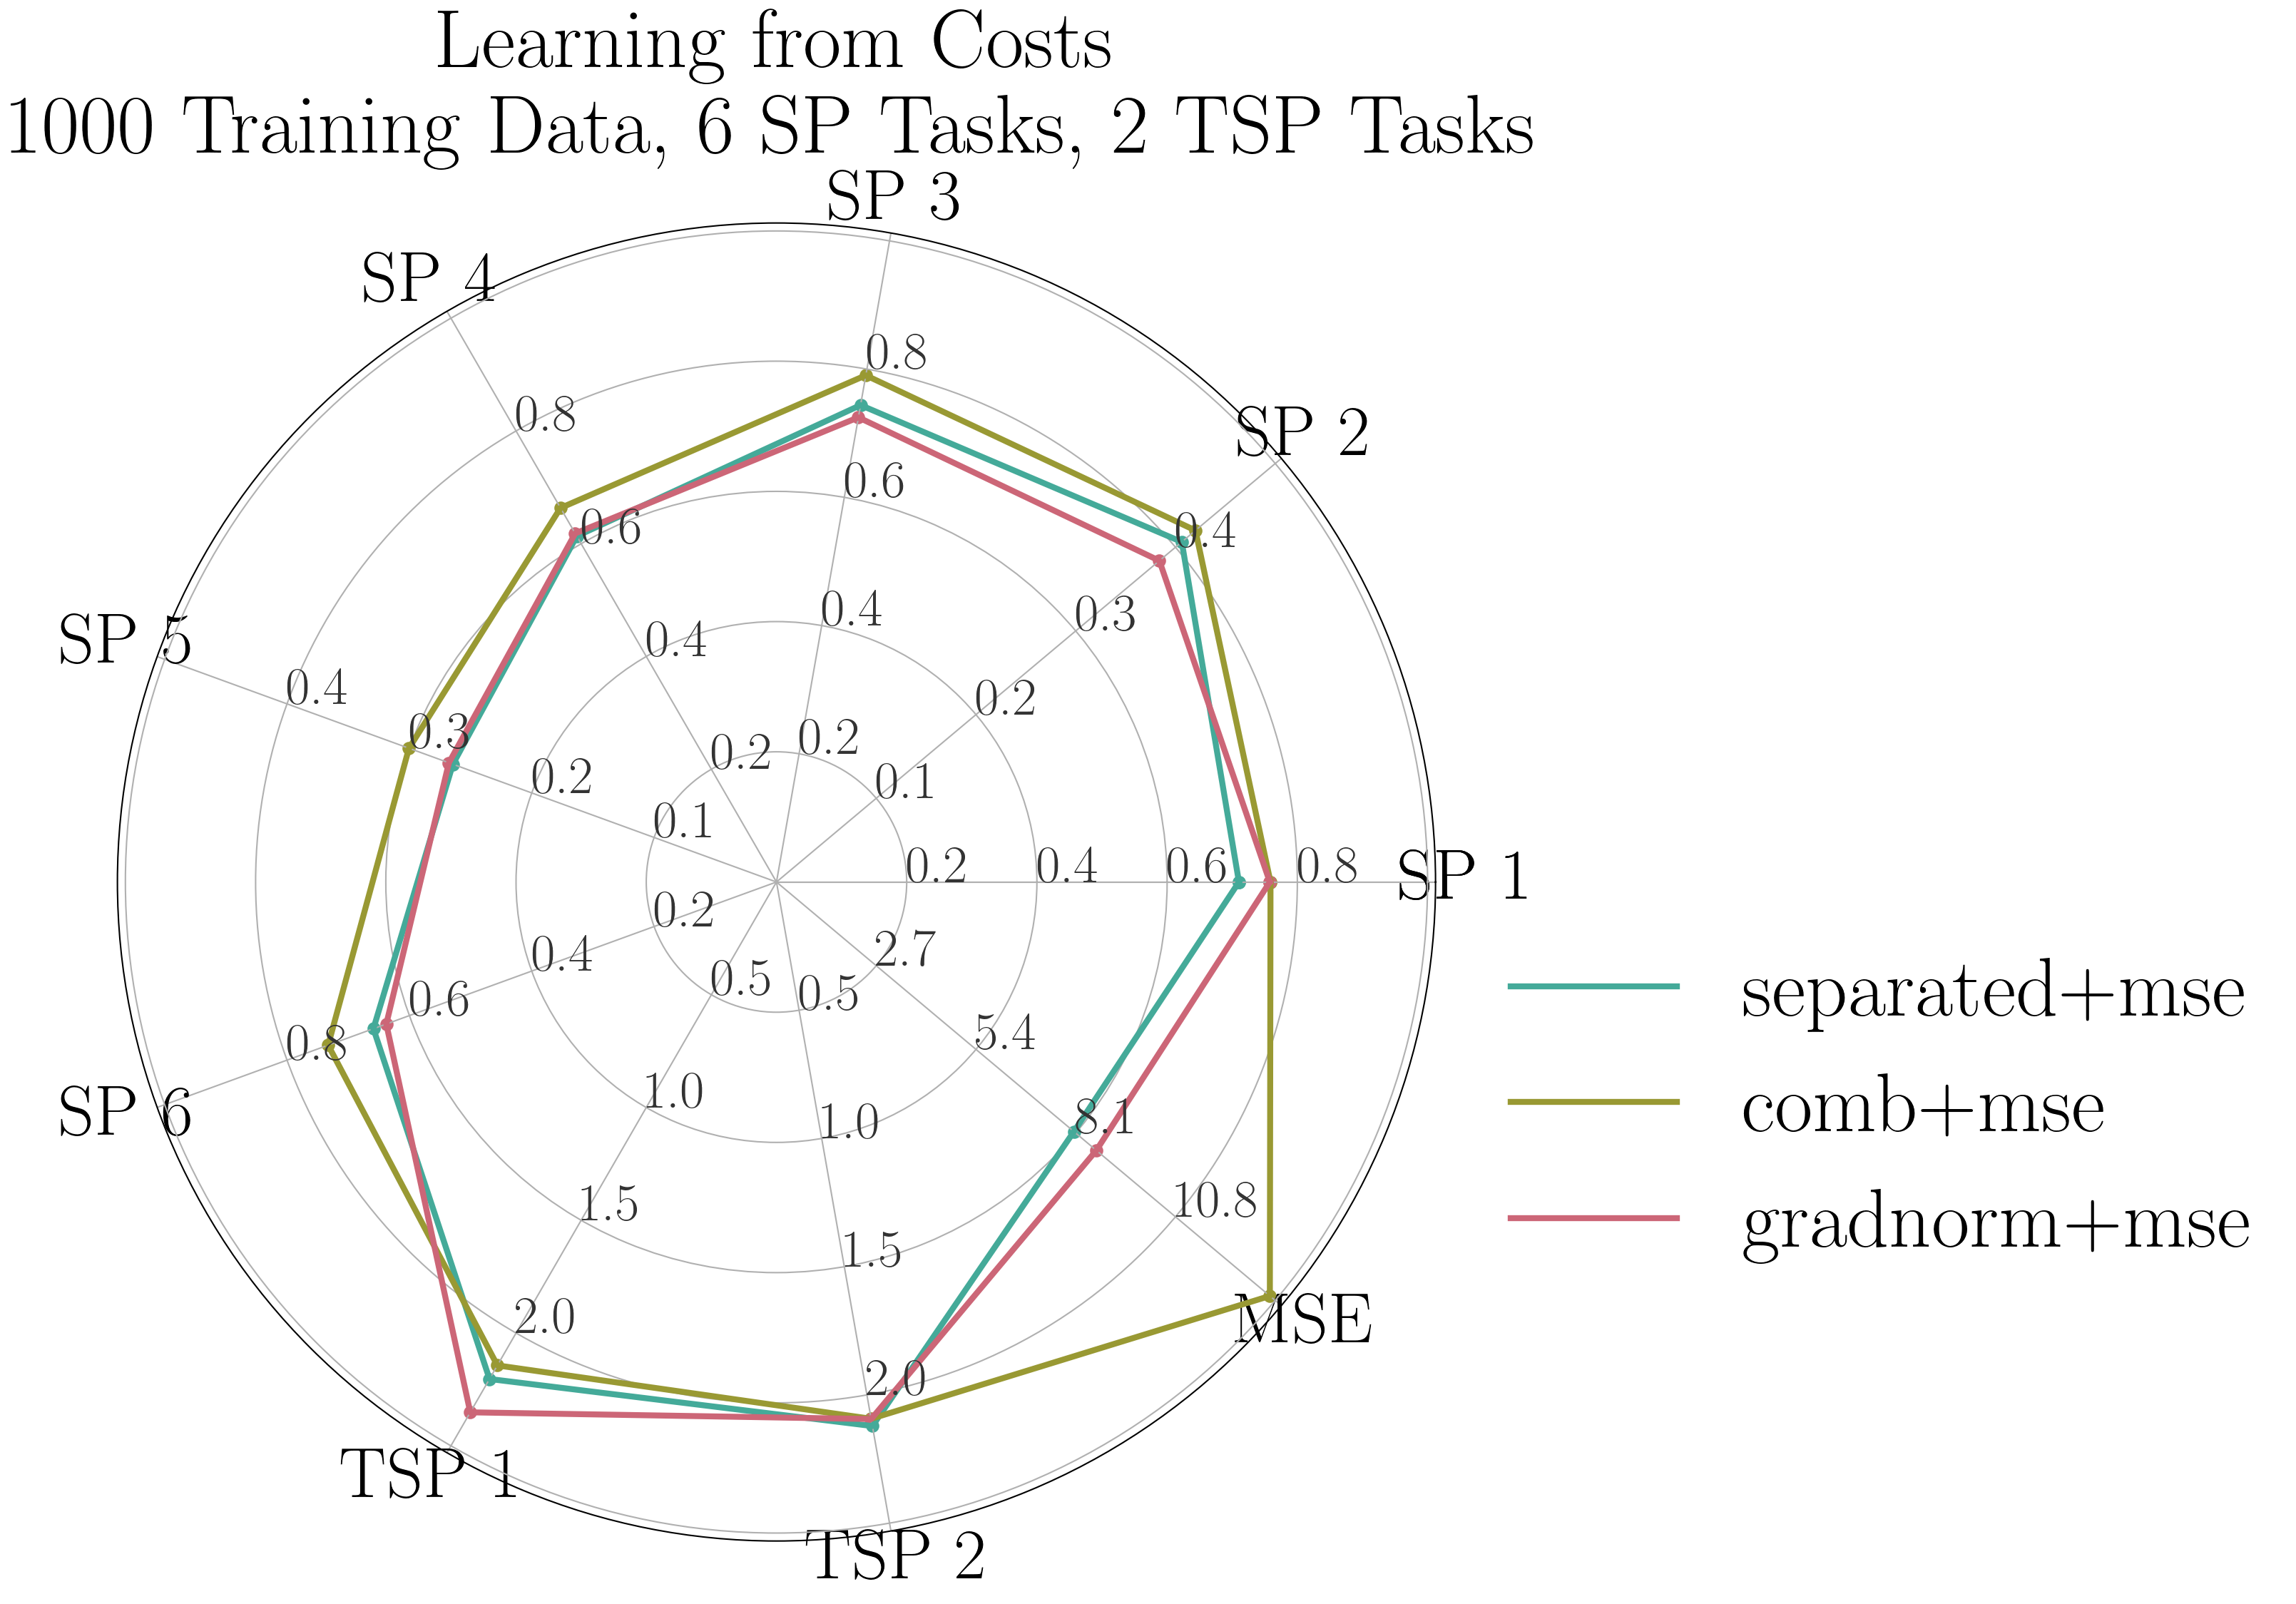 Learning from Costs
1000 Training Data, 6 SP Tasks, 2 TSP Tasks
SP 3
SP 4
0.8
SP 2
0.8
0.6
0.4
0.6
SP 5
0.4
0.4
0.3
0.4
0.3
0.2
0.2
0.2
0.2
0.1
0.1
0.2
0.4
0.6
0.8
SP 1
0.2
2.7
0.4
0.5
0.5
0.6
5.4
0.8
SP 6
1.0
1.0
8.1
1.5
1.5
10.8
2.0
2.0
MSE
TSP 1
TSP 2
separated+mse
comb+mse
gradnorm+mse